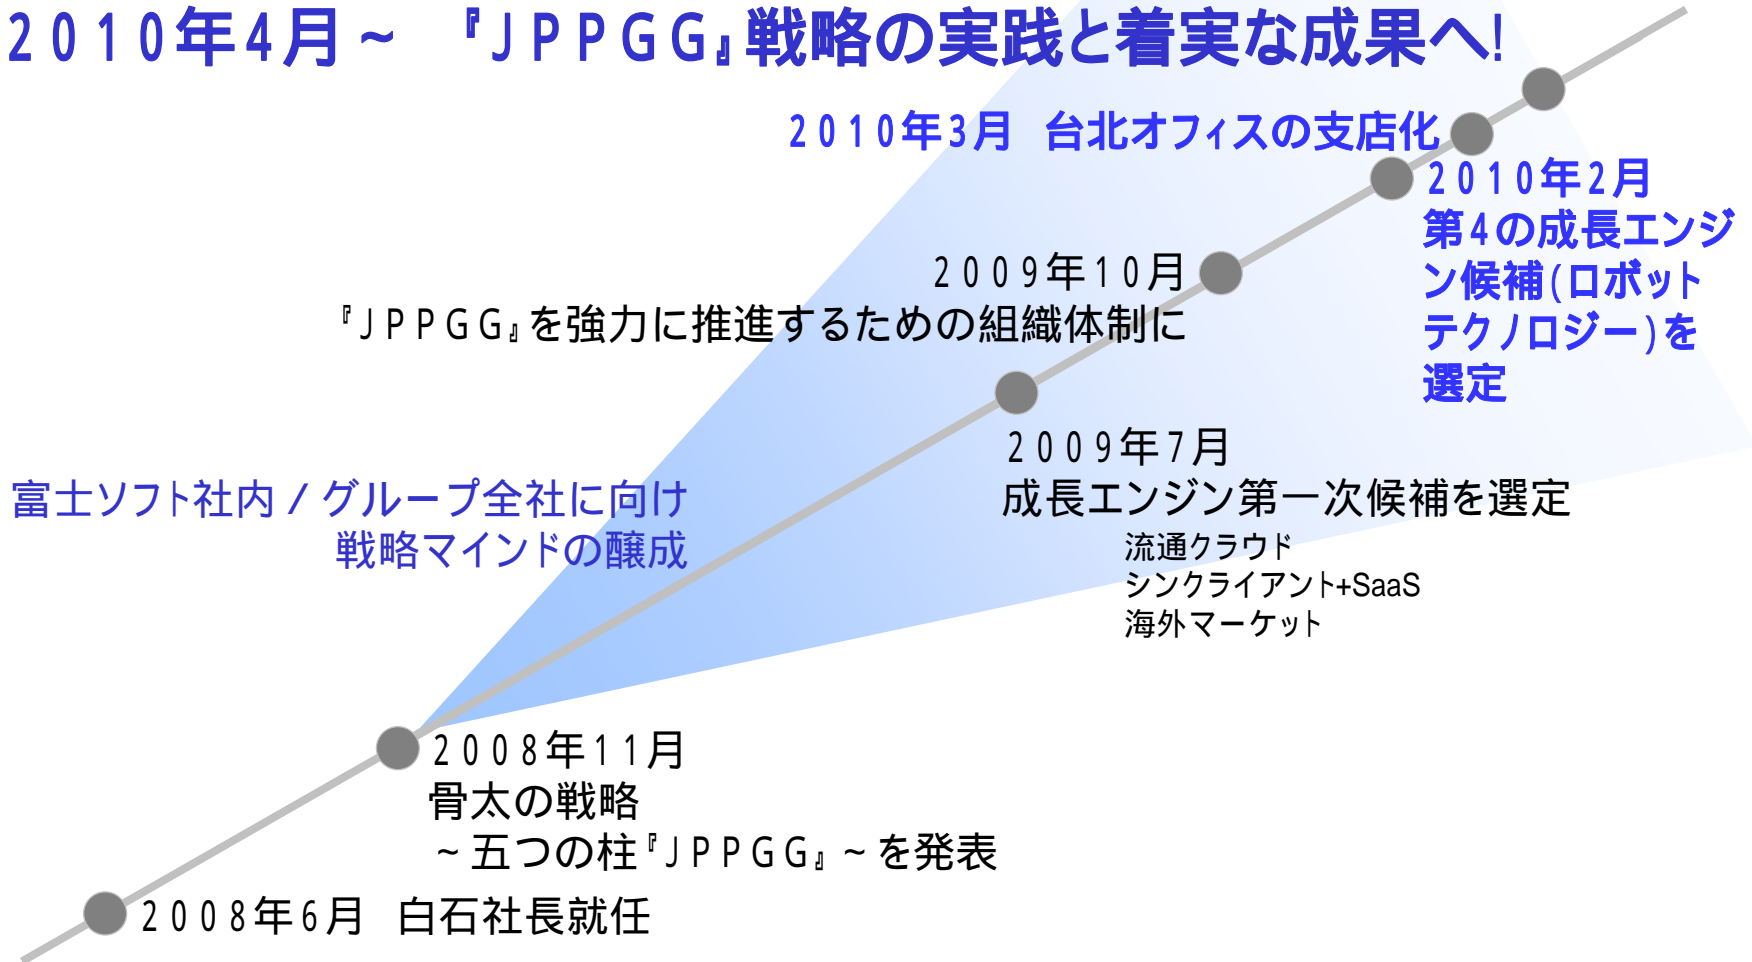 2010年4月~ 『JPPGG』戦略の実践と着実な成果へ!
2010年3月 台北オフィスの支店化
2010年2月
第4の成長エンジ
ン候補(ロボット
テクノロジー)を
選定
2009年10月
『JPPGG』を強力に推進するための組織体制に
2009年7月
成長エンジン第一次候補を選定
流通クラウド
シンクライアント+SaaS
海外マーケット
富士ソフト社内/グループ全社に向け
戦略マインドの醸成
2008年11月
骨太の戦略
~五つの柱『JPPGG』~を発表
2008年6月 白石社長就任